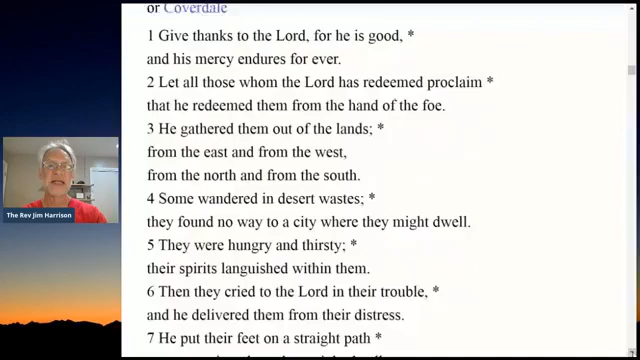 or Coverdale
1 Give thanks to the Lord, for he is good, *
and his mercy endures for ever.
2 Let all those whom the Lord has redeemed proclaim *
that he redeemed them from the hand of the foe.
3 He gathered them out of the lands; *
from the east and from the west,
from the north and from the south.
4 Some wandered in desert wastes; *
they found no way to a city where they might dwell.
5 They were hungry and thirsty; *
their spirits languished within them.
6 Then they cried to the Lord in their trouble, *
and he delivered them from their distress.
7 He put their feet on a straight path *
The Rev Jim Harrison